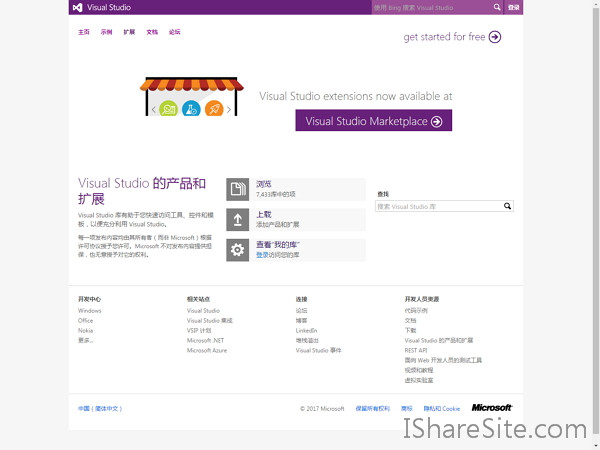 Visual Studio
使用 Bing 搜索 Visual Studio
登录
主页 示例 扩展 文档 论坛
get started for free
Visual Studio extensions now available at
Visual Studio Marketplace
Visual Studio 的产品和
扩展
Visual Studio 库有助于您快速访问工具、控件和模
板，以便充分利用 Visual Studio。
每一项发布内容均由其所有者（而非 Microsoft）根据
许可协议授予您许可。Microsoft 不对发布内容提供担
保，也无意授予对它的权利。
浏览
7,433库中的项
上载
添加产品和扩展
查看“我的库”
登录访问您的库
查找
搜索 Visual Studio 库
开发中心
Windows
Office
Nokia
更多...
相关站点
Visual Studio
Visual Studio 集成
VSIP 计划
Microsoft .NET
Microsoft Azure
连接
论坛
博客
LinkedIn
堆栈溢出
Visual Studio 事件
开发人员资源
代码示例
文档
下载
Visual Studio 的产品和扩展
REST API
面向 Web 开发人员的测试工具
视频和教程
虚拟实验室
中国（简体中文）
© 2017 Microsoft 保留所有权利 商标 隐私和 Cookie Microsoft
IShareSite.com